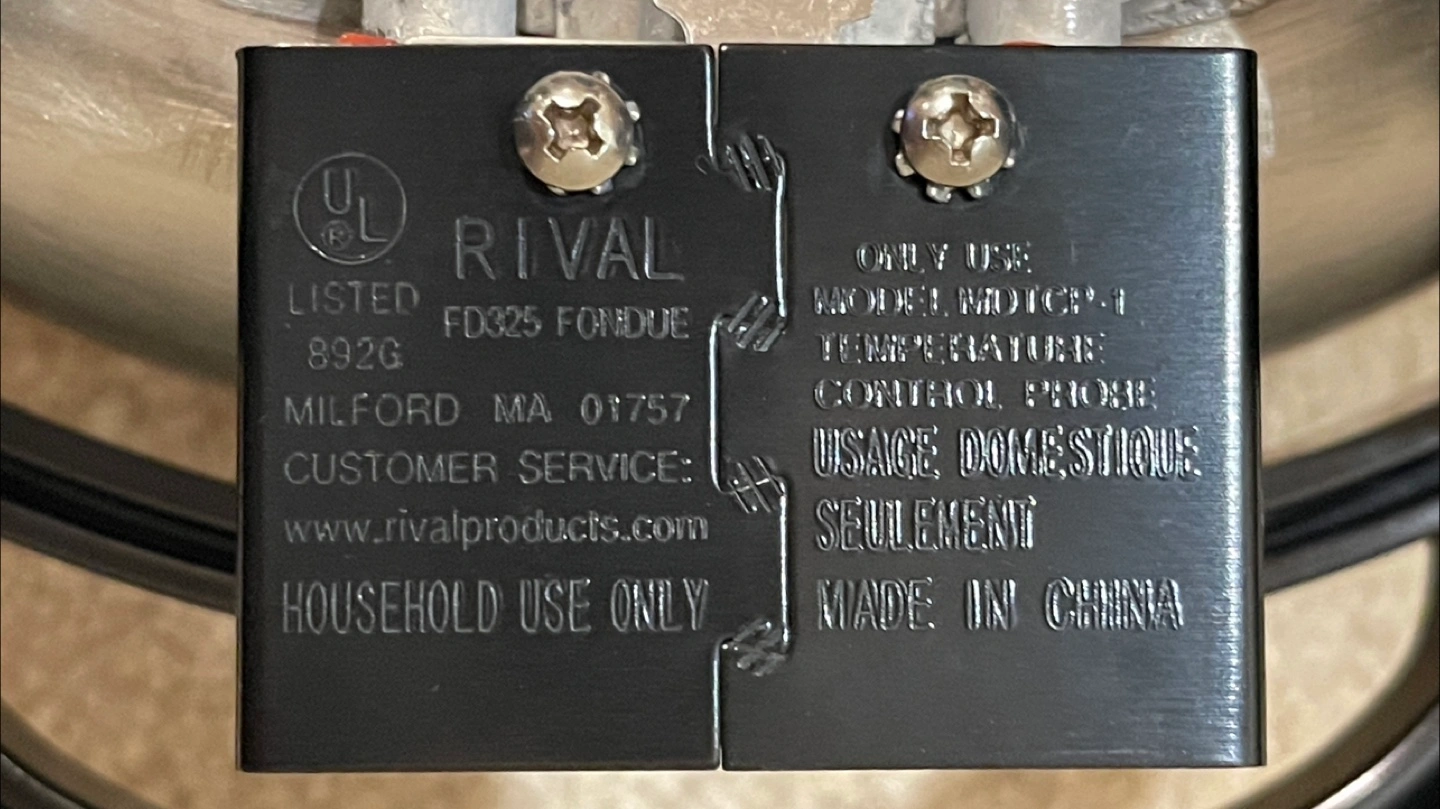 UL
®
LISTED
892G
RIVAL
FD325 FONDUE
MILFORD MA 01757
CUSTOMER SERVICE:
www.rivalproducts.com
HOUSEHOLD USE ONLY
ONLY USE
MODEL MDTCP-1
TEMPERATURE
CONTROL PROBE
USAGE DOMESTIQUE
SEULEMENT
MADE IN CHINA